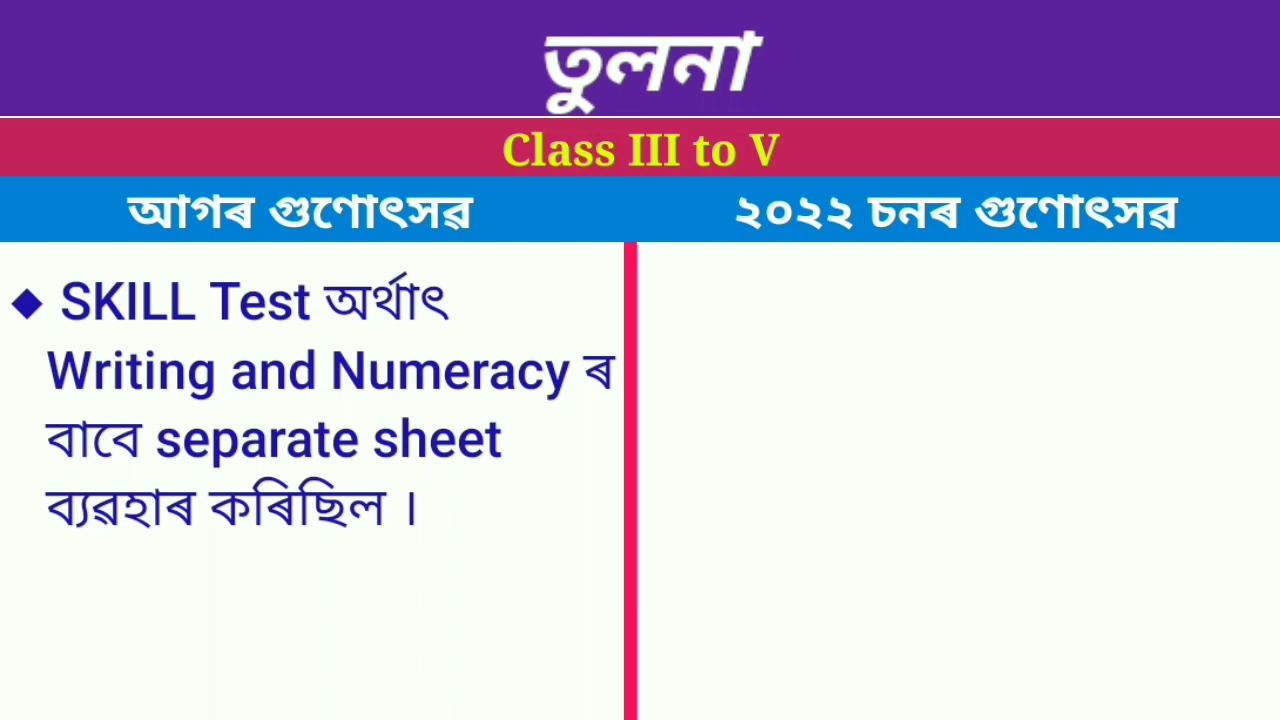 তুলনা
Class III to V
আগৰ গুণোৎসৱ
২০২২ চনৰ গুণোৎসৱ
◆ SKILL Test অৰ্থাৎ
Writing and Numeracy ৰ
বাবে separate sheet
ব্যৱহাৰ কৰিছিল ।